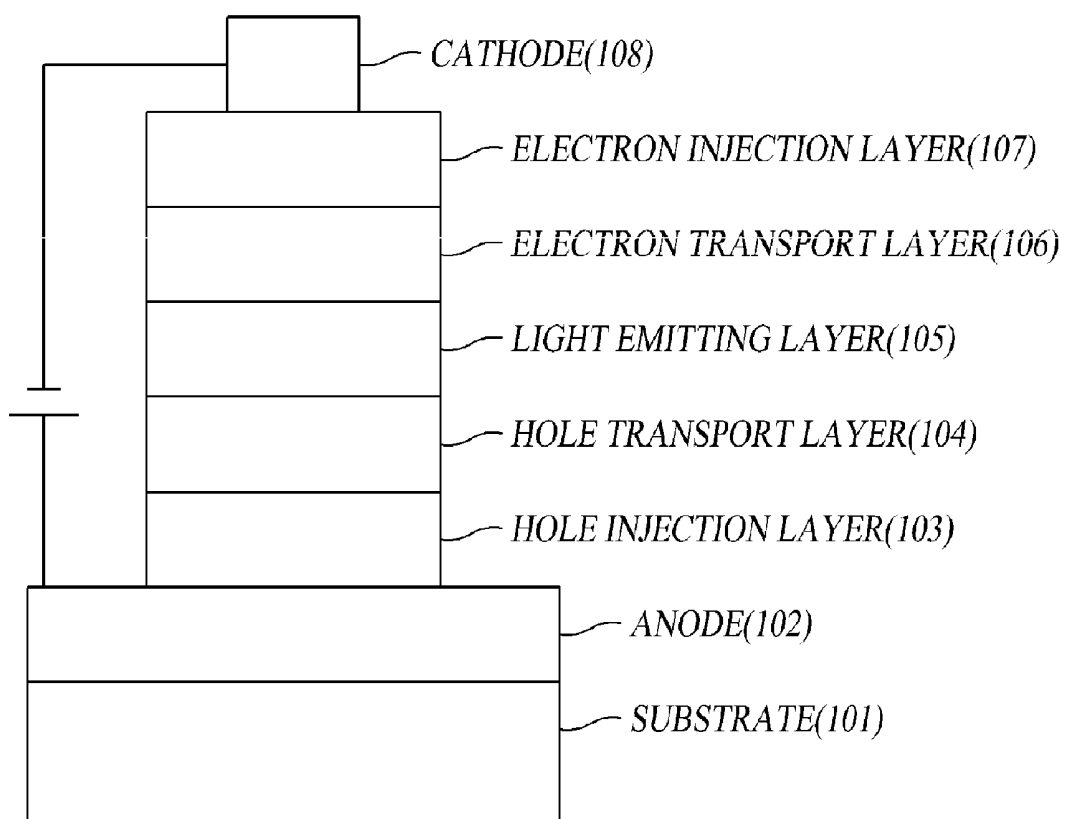 CATHODE(108)
ELECTRON INJECTION LAYER(107)
ELECTRON TRANSPORT LAYER(106)
LIGHT EMITTING LAYER(105)
HOLE TRANSPORT LAYER(104)
HOLE INJECTION LAYER(103)
ANODE(102)
SUBSTRATE(101)